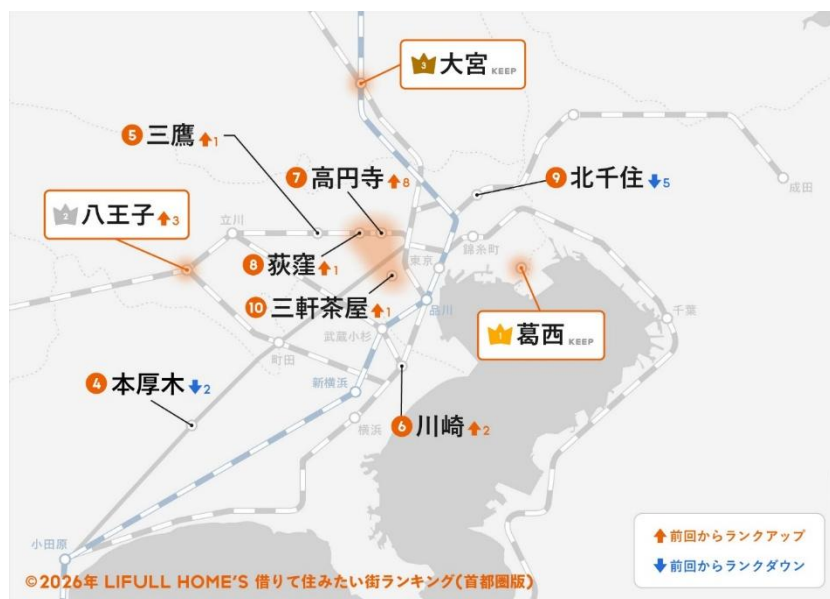 3 大宮 KEEP
5 三鷹 ↑1
7 高円寺 ↑8
9 北千住 ↓5
成田
2 八王子 ↑3
立川
8 荻窪 ↑1
東京
錦糸町
10 三軒茶屋 ↑1
品川
1 葛西 KEEP
千葉
武蔵小杉
町田
4 本厚木 ↓2
新横浜
6 川崎 ↑2
横浜
小田原
↑前回からランクアップ
↓前回からランクダウン
©2026年 LIFULL HOME'S 借りて住みたい街ランキング(首都圏版)